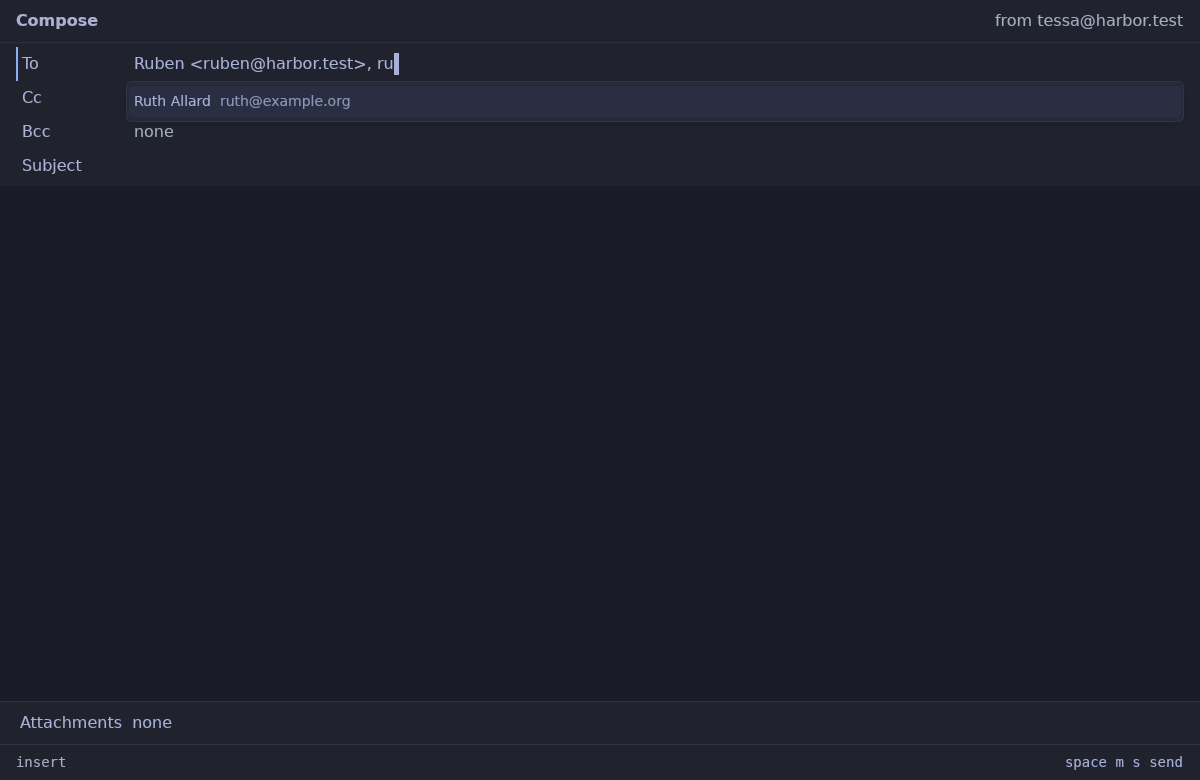 Compose from tessa@harbor.test
To Ruben <ruben@harbor.test>, ru
Cc
Ruth Allard ruth@example.org
Bcc none
Subject
Attachments none
insert space m s send